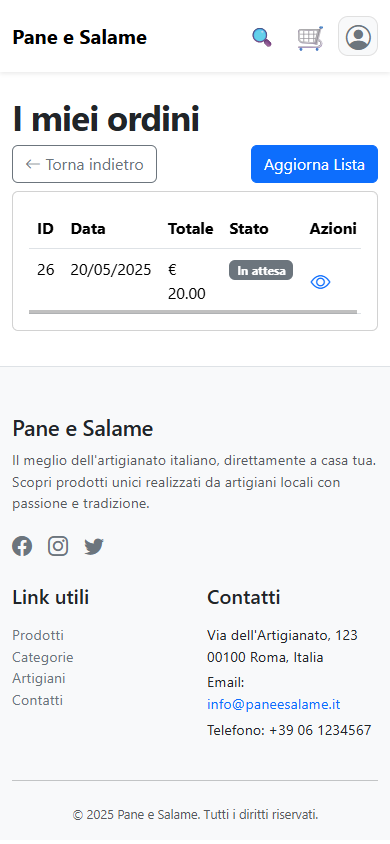 Pane e Salame
I miei ordini
← Torna indietro
Aggiorna Lista
ID Data Totale Stato Azioni
26 20/05/2025 € 20.00 In attesa
Pane e Salame
Il meglio dell'artigianato italiano, direttamente a casa tua.
Scopri prodotti unici realizzati da artigiani locali con
passione e tradizione.
Link utili
Prodotti
Categorie
Artigiani
Contatti
Contatti
Via dell'Artigianato, 123
00100 Roma, Italia
Email:
info@paneesalame.it
Telefono: +39 06 1234567
© 2025 Pane e Salame. Tutti i diritti riservati.